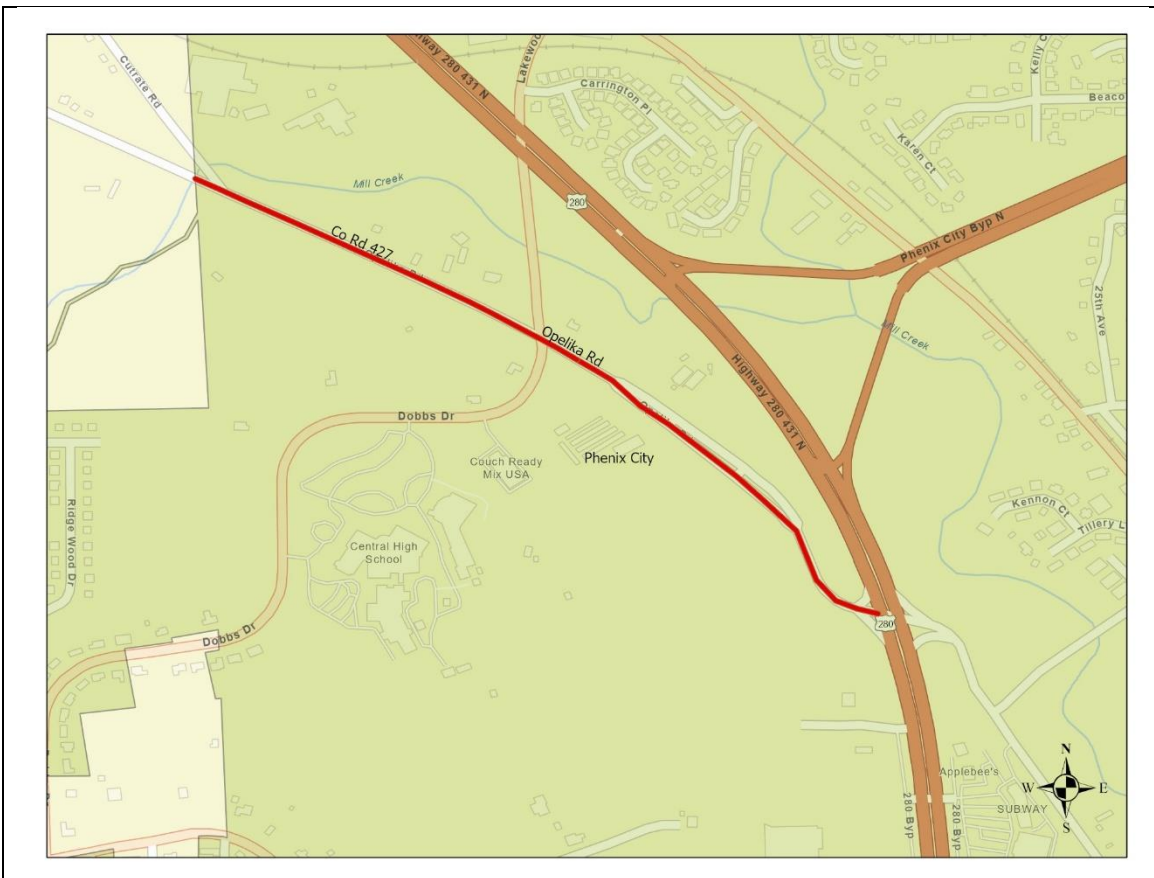 Cutrate Rd
Highway 280 431 N
Carrington Pl
Beaco
Karen Ct
Mill Creek
280
Phenix City Byp N
Co Rd 427
25th Ave
Mill Creek
Opelika Rd
Highway 280 431 N
Dobbs Dr
Phenix City
Couch Ready
Mix USA
Ridge Wood Dr
Central High
School
Kennon Ct
Tillery L
280
Dobbs Dr
N
W
E
S
Applebee's
SUBWAY
280 Byp
280 Byp